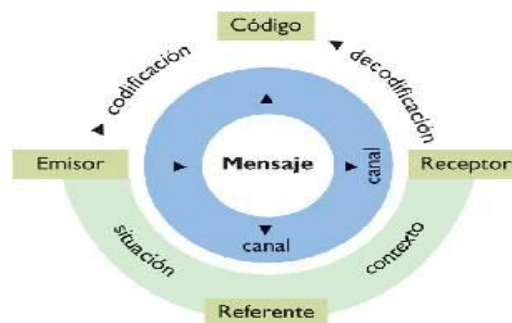 Código
codificación
decodificación
Emisor
Mensaje
canal
Receptor
canal
situación
contexto
Referente